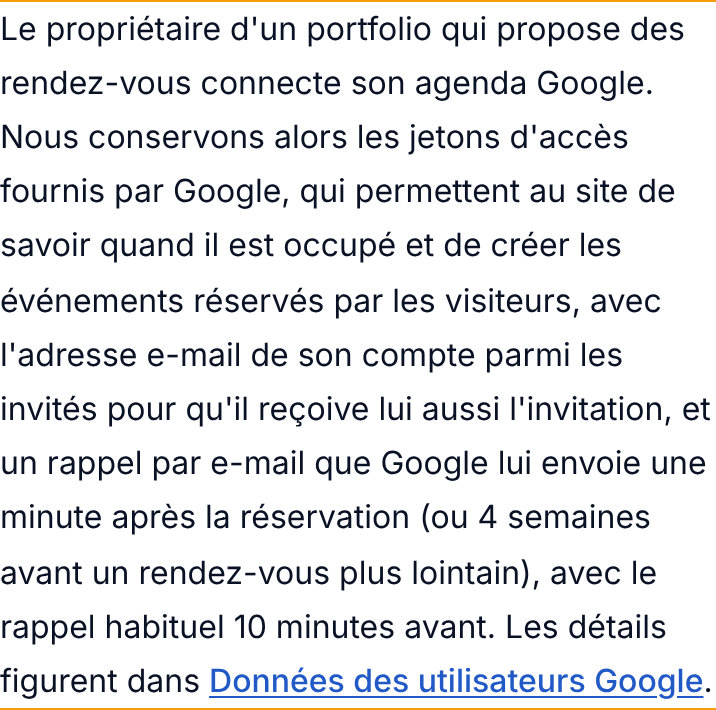 Le propriétaire d'un portfolio qui propose des
rendez-vous connecte son agenda Google.
Nous conservons alors les jetons d'accès
fournis par Google, qui permettent au site de
savoir quand il est occupé et de créer les
événements réservés par les visiteurs, avec
l'adresse e-mail de son compte parmi les
invités pour qu'il reçoive lui aussi l'invitation, et
un rappel par e-mail que Google lui envoie une
minute après la réservation (ou 4 semaines
avant un rendez-vous plus lointain), avec le
rappel habituel 10 minutes avant. Les détails
figurent dans Données des utilisateurs Google.